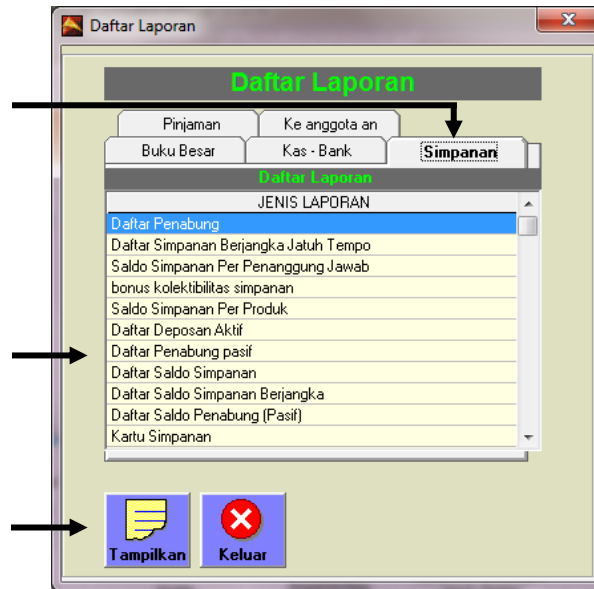 Daftar Laporan
Daftar Laporan
Pinjaman
Ke anggota an
Buku Besar
Kas - Bank
Simpanan
Daftar Laporan
JENIS LAPORAN
Daftar Penabung
Daftar Simpanan Berjangka Jatuh Tempo
Saldo Simpanan Per Penanggung Jawab
bonus kolektibilitas simpanan
Saldo Simpanan Per Produk
Daftar Deposan Aktif
Daftar Penabung pasif
Daftar Saldo Simpanan
Daftar Saldo Simpanan Berjangka
Daftar Saldo Penabung (Pasif)
Kartu Simpanan
Tampilkan
Keluar